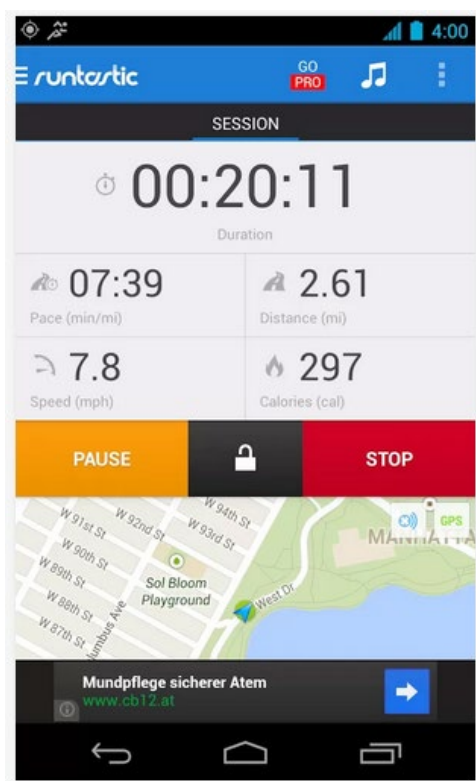 4:00
runtastic
GO
PRO
SESSION
00:20:11
Duration
07:39
Pace (min/mi)
2.61
Distance (mi)
7.8
Speed (mph)
297
Calories (cal)
PAUSE
STOP
W 94th St
W 93rd St
W 92nd St
W 91st St
W 90th St
W 89th St
W 88th St
W 87th St
Sol Bloom
Playground
West Dr
GPS
Mundpflege sicherer Atem
www.cb12.at